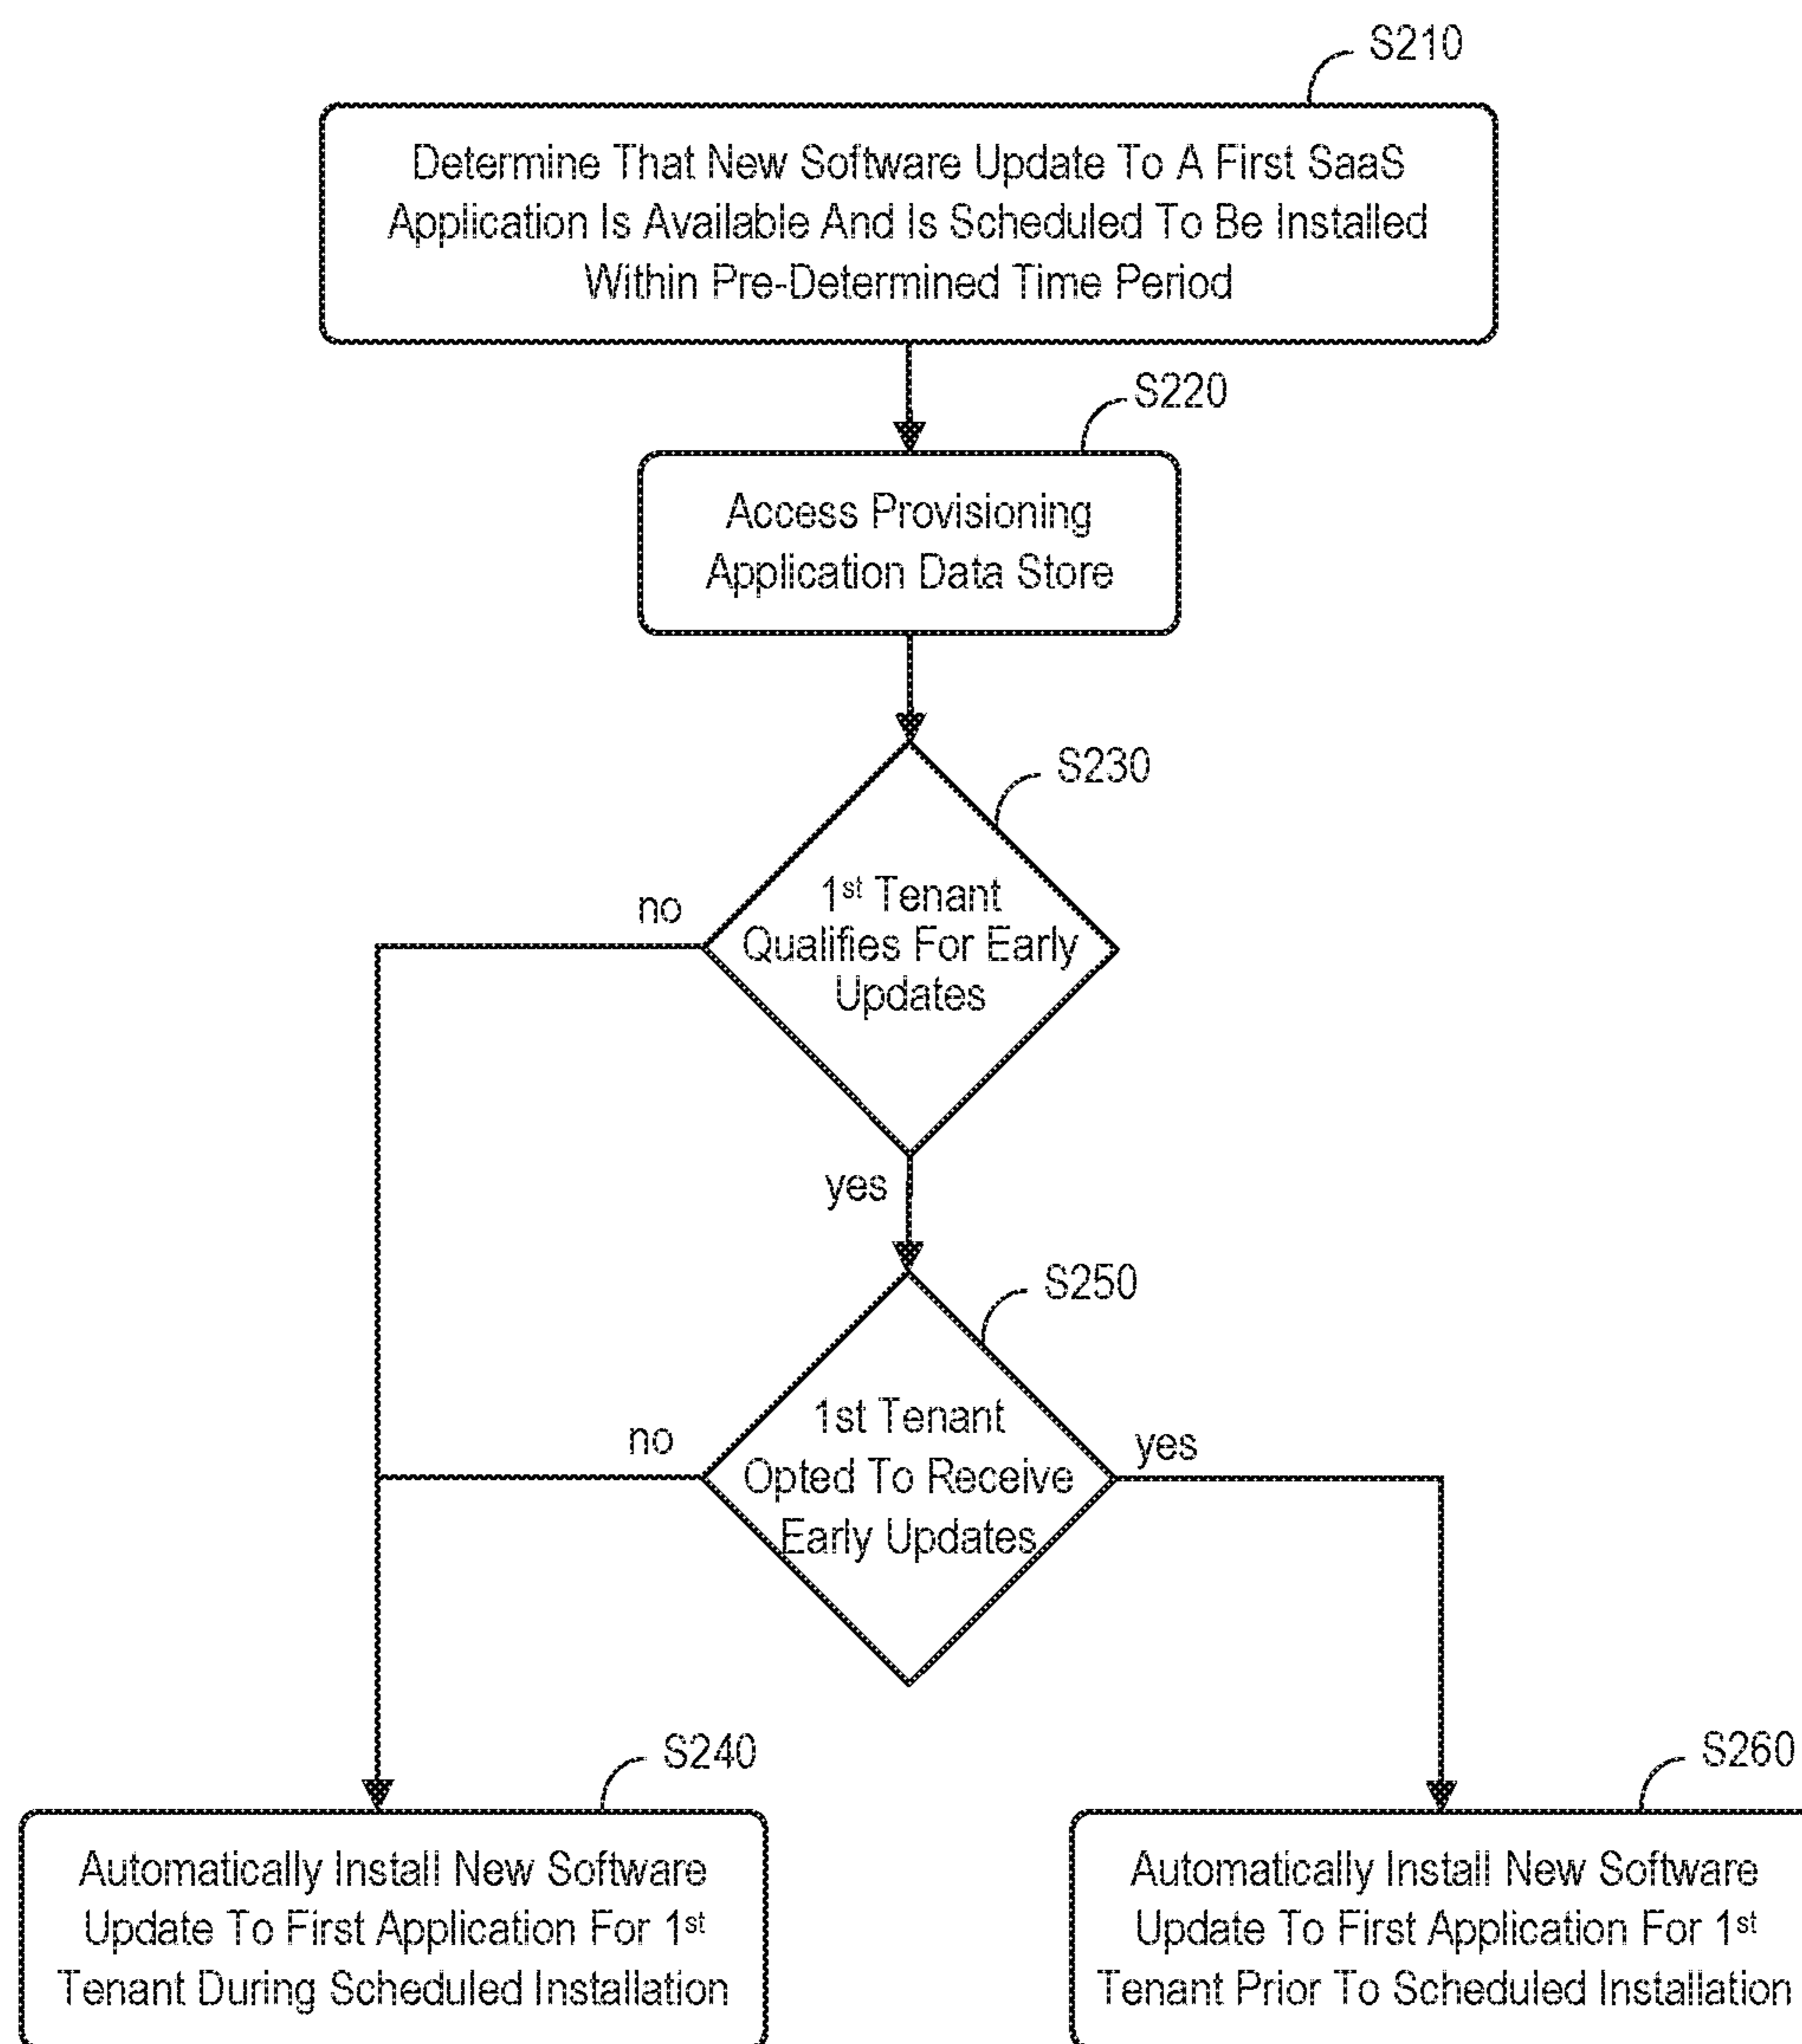 S210
Determine That New Software Update To A First SaaS
Application Is Available And Is Scheduled To Be Installed
Within Pre-Determined Time Period
S220
Access Provisioning
Application Data Store
S230
1st Tenant
Qualifies For Early
Updates
no
yes
S250
1st Tenant
Opted To Receive
Early Updates
no
yes
S240
Automatically Install New Software
Update To First Application For 1st
Tenant During Scheduled Installation
S260
Automatically Install New Software
Update To First Application For 1st
Tenant Prior To Scheduled Installation